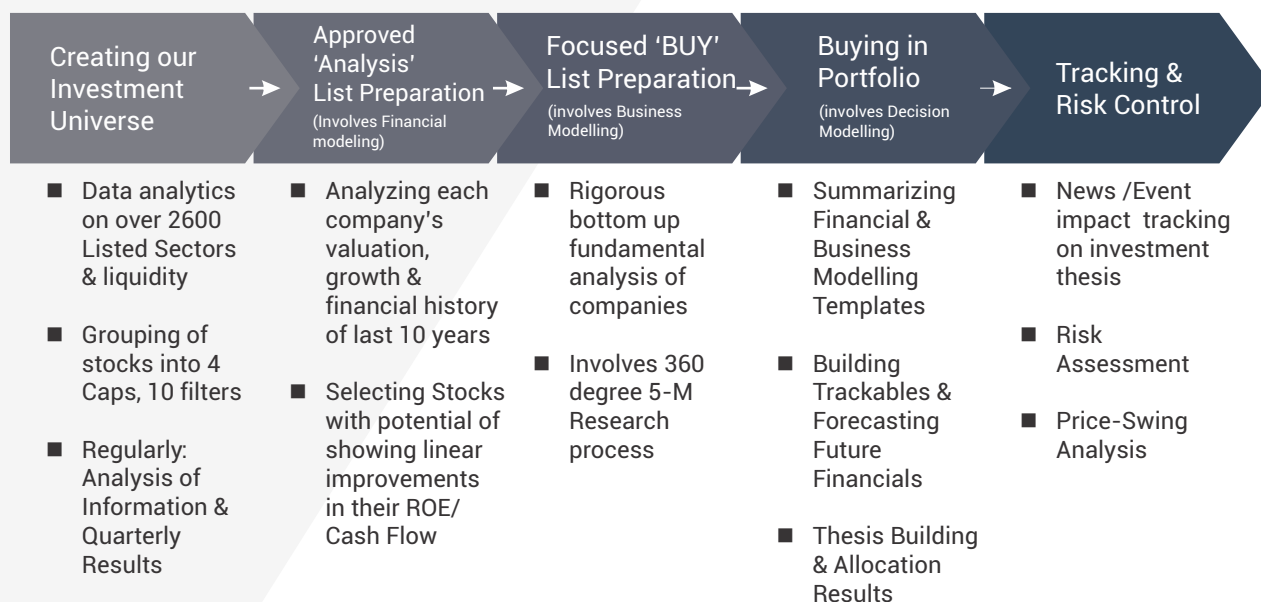 Creating our
Investment
Universe
Approved
‘Analysis’
List Preparation
(Involves Financial
modeling)
Focused ‘BUY’
List Preparation
(involves Business
Modelling)
Buying in
Portfolio
(involves Decision
Modelling)
Tracking &
Risk Control
Data analytics
on over 2600
Listed Sectors
& liquidity
Grouping of
stocks into 4
Caps, 10 filters
Regularly:
Analysis of
Information &
Quarterly
Results
Analyzing each
company's
valuation,
growth &
financial history
of last 10 years
Selecting Stocks
with potential of
showing linear
improvements
in their ROE/
Cash Flow
Rigorous
bottom up
fundamental
analysis of
companies
Involves 360
degree 5-M
Research
process
Summarizing
Financial &
Business
Modelling
Templates
Building
Trackables &
Forecasting
Future
Financials
Thesis Building
& Allocation
Results
News /Event
impact tracking
on investment
thesis
Risk
Assessment
Price-Swing
Analysis